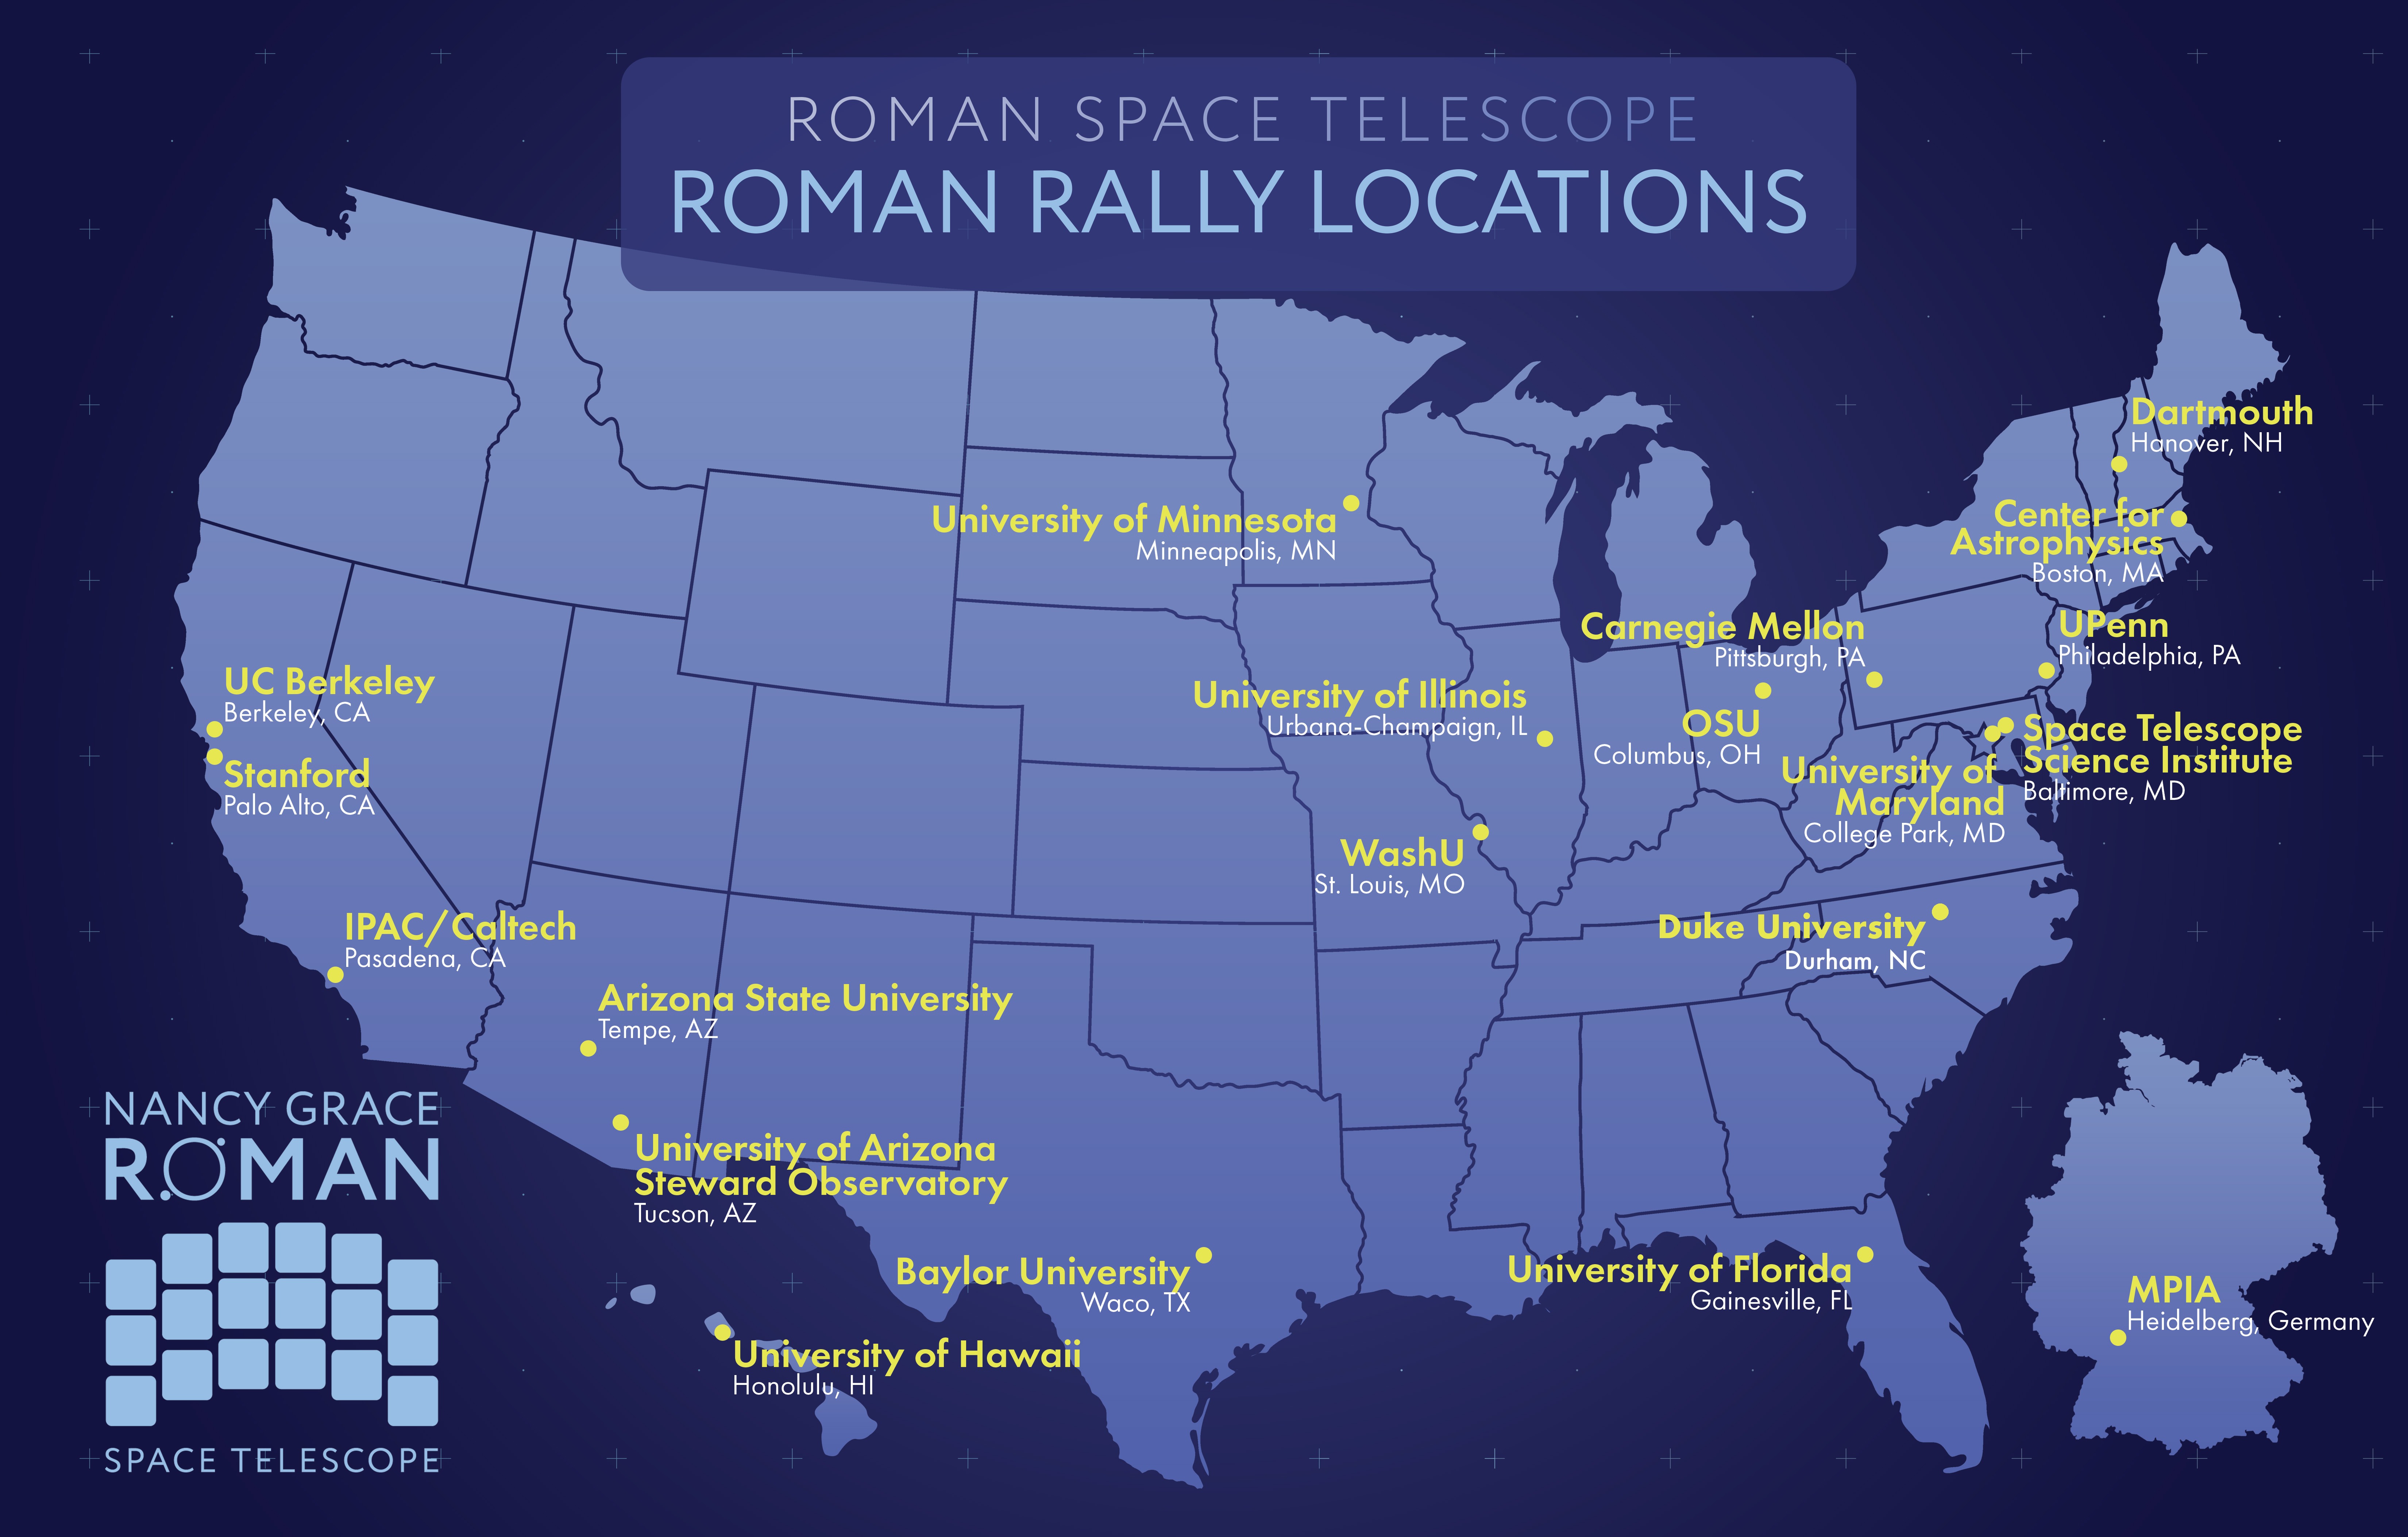 ROMAN SPACE TELESCOPE
ROMAN RALLY LOCATIONS
Dartmouth
Hanover, NH
University of Minnesota
Minneapolis, MN
Center for
Astrophysics
Boston, MA
Carnegie Mellon
Pittsburgh, PA
UPenn
Philadelphia, PA
UC Berkeley
Berkeley, CA
Stanford
Palo Alto, CA
University of Illinois
Urbana-Champaign, IL
OSU
Columbus, OH
Space Telescope
Science Institute
Baltimore, MD
University of
Maryland
College Park, MD
WashU
St. Louis, MO
IPAC/Caltech
Pasadena, CA
Duke University
Durham, NC
Arizona State University
Tempe, AZ
University of Arizona
Steward Observatory
Tucson, AZ
Baylor University
Waco, TX
University of Florida
Gainesville, FL
MPIA
Heidelberg, Germany
University of Hawaii
Honolulu, HI
NANCY GRACE
ROMAN
SPACE TELESCOPE